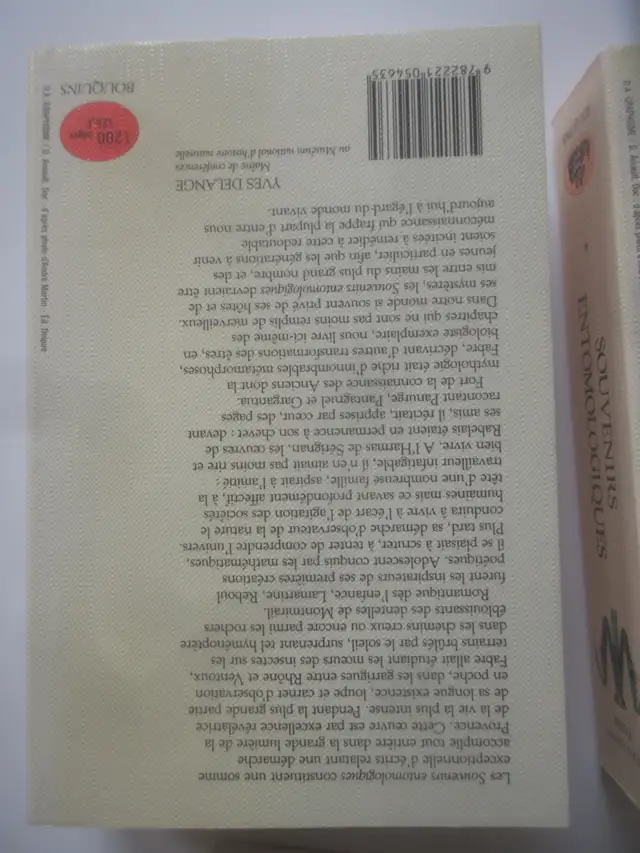 Les Souvenirs entomologiques constituent une somme
exceptionnelle d'écrits relatant une démarche
accomplie tout entière dans la grande lumière de la
Provence. Cette œuvre est par excellence révélatrice
de la vie la plus intense. Pendant la plus grande partie
de sa longue existence, loupe et carnet d'observation
en poche, dans les garrigues entre Rhône et Ventoux,
Fabre allait étudiant les mœurs des insectes sur les
terrains brûlés par le soleil, surprenant tel hyménoptère
dans les chemins creux ou encore parmi les rochers
éblouissants des dentelles de Montmirail.
Romantique dès l'enfance, Lamartine, Reboul
furent les inspirateurs de ses premières créations
poétiques. Adolescent conquis par les mathématiques,
il se plaisait à scruter, à tenter de comprendre l'univers.
Plus tard, sa démarche d'observateur de la nature le
conduira à vivre à l'écart de l'agitation des sociétés
humaines mais ce savant profondément affectif, à la
tête d'une nombreuse famille, aspirait à l'amitié :
travailleur infatigable, il n'en aimait pas moins rire et
bien vivre. A l'Harmas de Sérignan, les œuvres de
Rabelais étaient en permanence à son chevet : devant
ses amis, il récitait, apprises par cœur, des pages
racontant Panurge, Pantagruel et Gargantua.
Fort de la connaissance des Anciens dont la
mythologie était riche d'innombrables métamorphoses,
Fabre, décrivant d'autres transformations des êtres, en
biologiste exemplaire, nous livre ici-même des
chapitres qui ne sont pas moins remplis de merveilleux.
Dans notre monde si souvent privé de ses hôtes et de
ses mystères, les Souvenirs entomologiques devraient être
mis entre les mains du plus grand nombre, et des
jeunes en particulier, afin que les générations à venir
soient incitées à remédier à cette redoutable
méconnaissance qui frappe la plupart d'entre nous
aujourd'hui à l'égard du monde vivant.
YVES DELANGE
Maître de conférences
au Muséum national d'histoire naturelle
9 782221 054635
1200 pages
BOUQUINS
SOUVENIRS
ENTOMOLOGIQUES